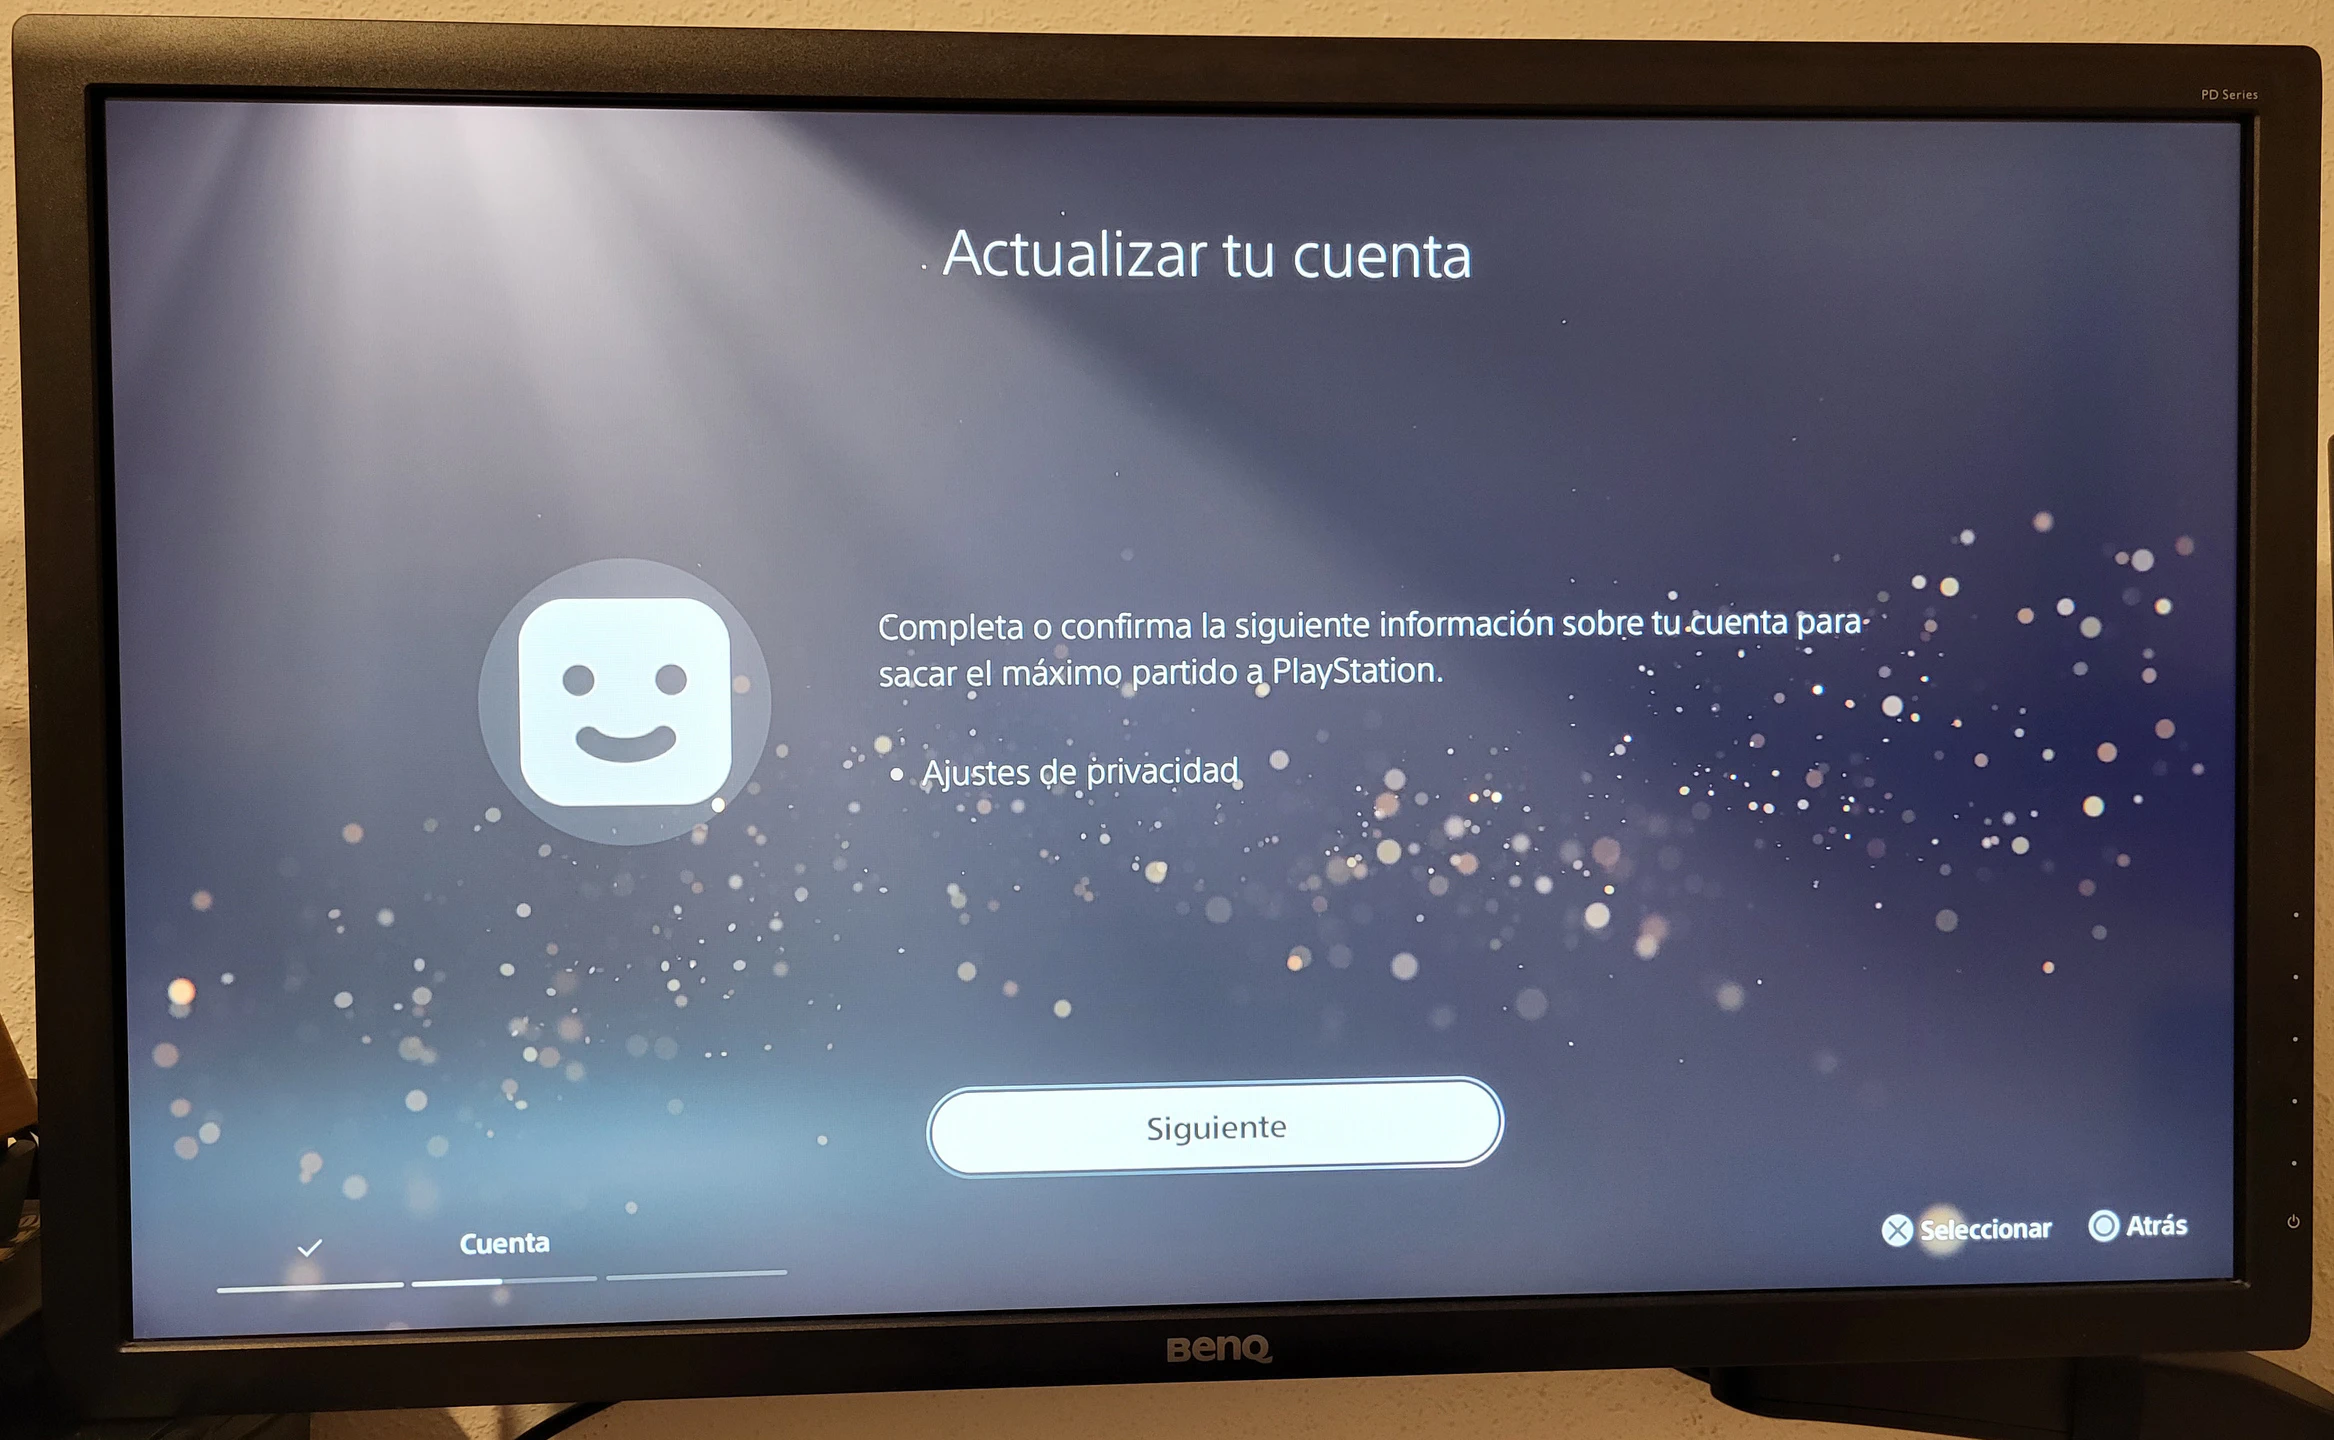 PD Series
Actualizar tu cuenta
Completa o confirma la siguiente información sobre tu cuenta para
sacar el máximo partido a PlayStation.
• Ajustes de privacidad
Siguiente
Cuenta
Seleccionar Atrás
BenQ